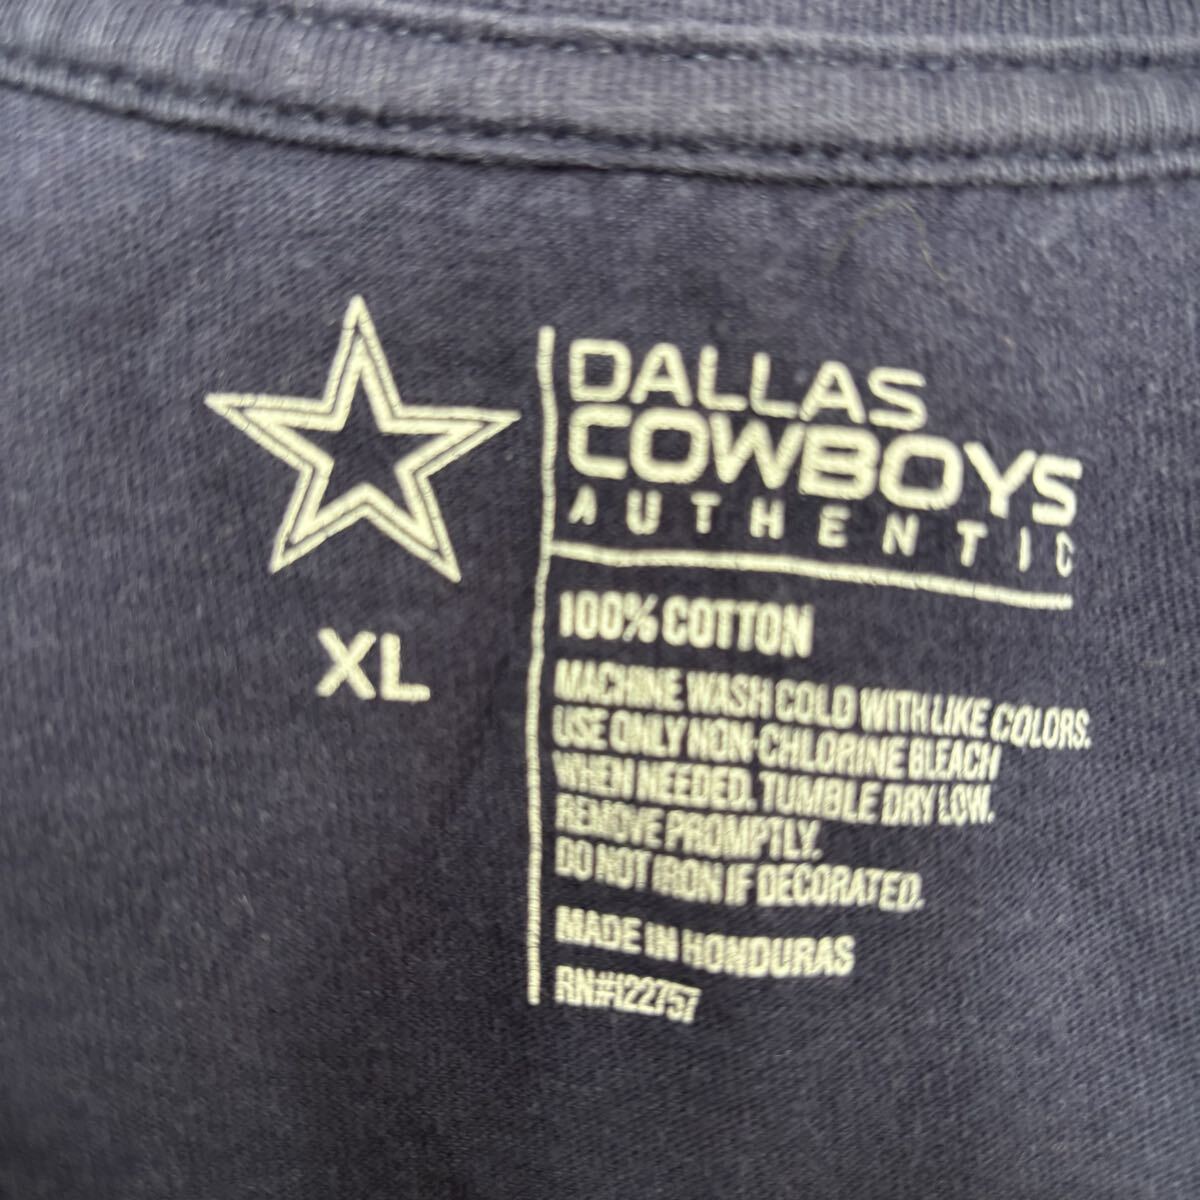 DALLAS
COWBOYS
AUTHENTIC
XL
100% COTTON
MACHINE WASH COLD WITH LIKE COLORS.
USE ONLY NON-CHLORINE BLEACH
WHEN NEEDED. TUMBLE DRY LOW.
REMOVE PROMPTLY.
DO NOT IRON IF DECORATED.
MADE IN HONDURAS
RN#122757